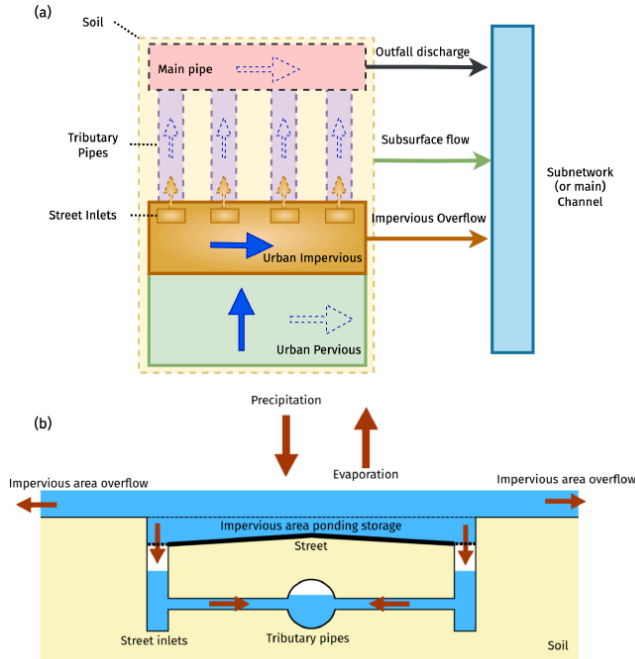 (a)
Soil
Main pipe
Outfall discharge
Tributary
Pipes
Subsurface flow
Subnetwork
(or main)
Channel
Street Inlets
Impervious Overflow
Urban Impervious
Urban Pervious
Precipitation
(b)
Evaporation
Impervious area overflow
Impervious area overflow
Impervious area ponding storage
Street
Street inlets
Tributary pipes
Soil